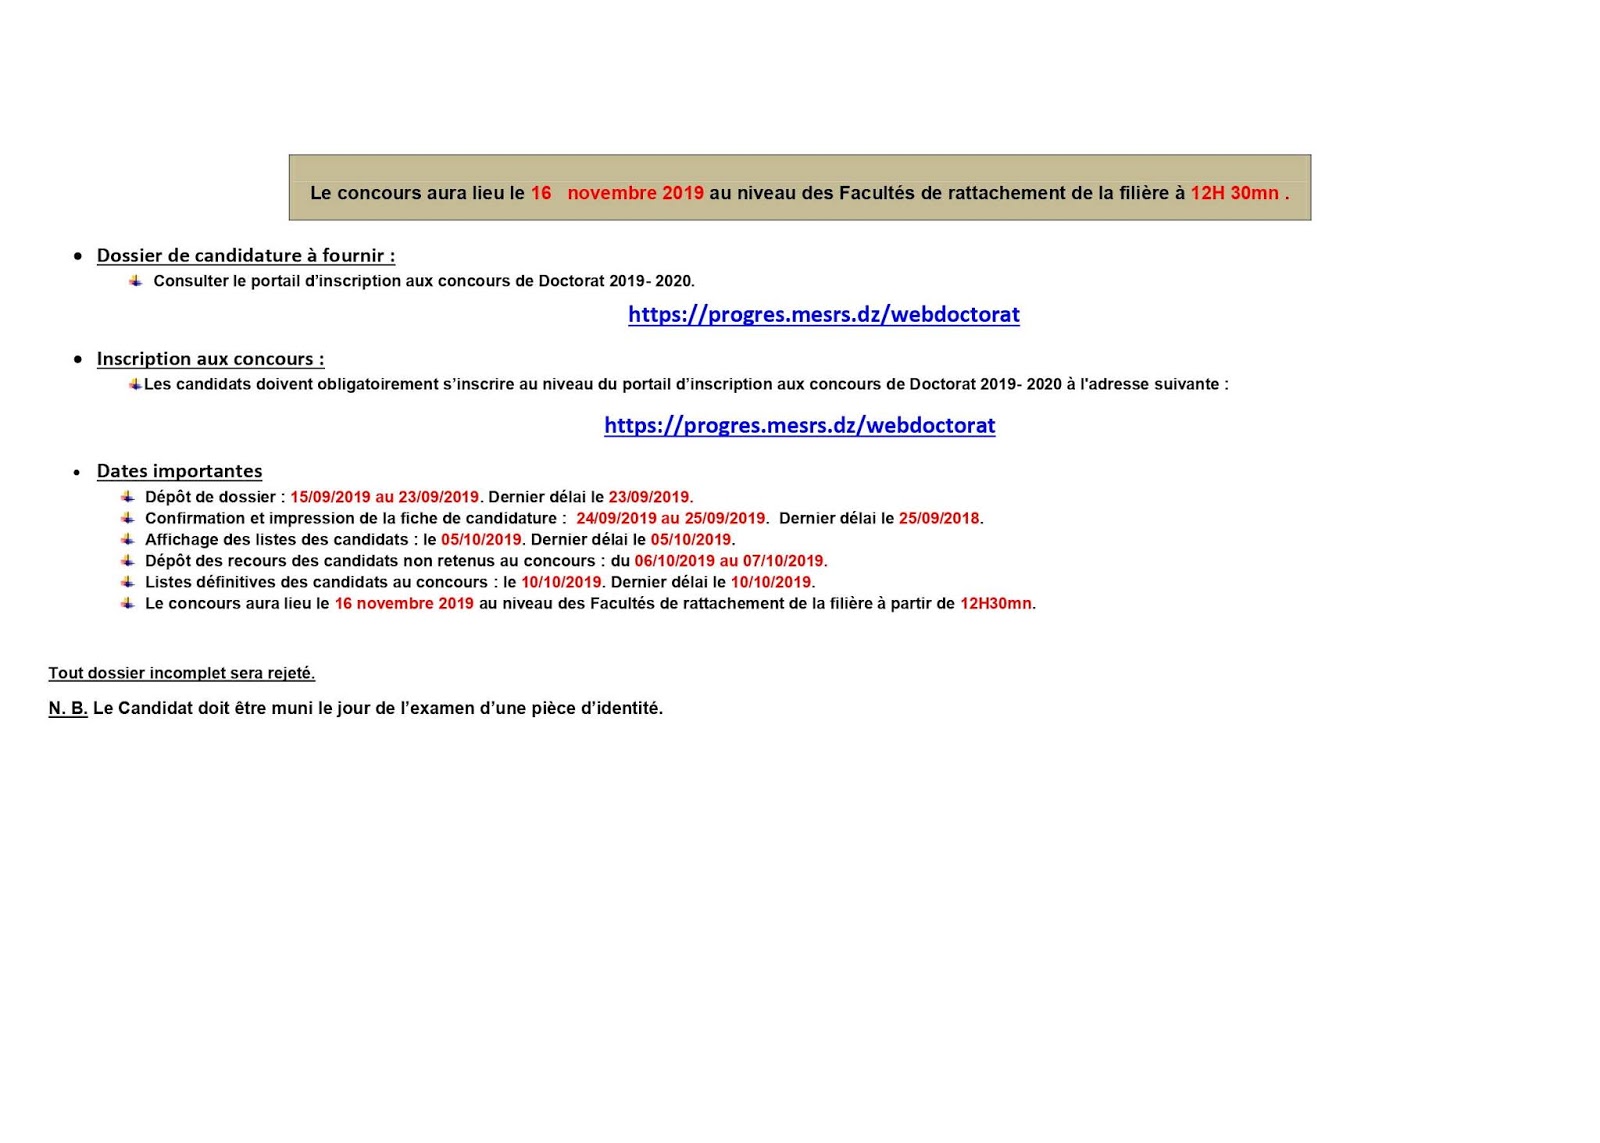 Le concours aura lieu le 16 novembre 2019 au niveau des Facultés de rattachement de la filière à 12H 30mn .
• Dossier de candidature à fournir :
Consulter le portail d’inscription aux concours de Doctorat 2019- 2020.
https://progres.mesrs.dz/webdoctorat
• Inscription aux concours :
Les candidats doivent obligatoirement s’inscrire au niveau du portail d’inscription aux concours de Doctorat 2019- 2020 à l'adresse suivante :
https://progres.mesrs.dz/webdoctorat
• Dates importantes
Dépôt de dossier : 15/09/2019 au 23/09/2019. Dernier délai le 23/09/2019.
Confirmation et impression de la fiche de candidature : 24/09/2019 au 25/09/2019. Dernier délai le 25/09/2018.
Affichage des listes des candidats : le 05/10/2019. Dernier délai le 05/10/2019.
Dépôt des recours des candidats non retenus au concours : du 06/10/2019 au 07/10/2019.
Listes définitives des candidats au concours : le 10/10/2019. Dernier délai le 10/10/2019.
Le concours aura lieu le 16 novembre 2019 au niveau des Facultés de rattachement de la filière à partir de 12H30mn.
Tout dossier incomplet sera rejeté.
N. B. Le Candidat doit être muni le jour de l’examen d’une pièce d’identité.